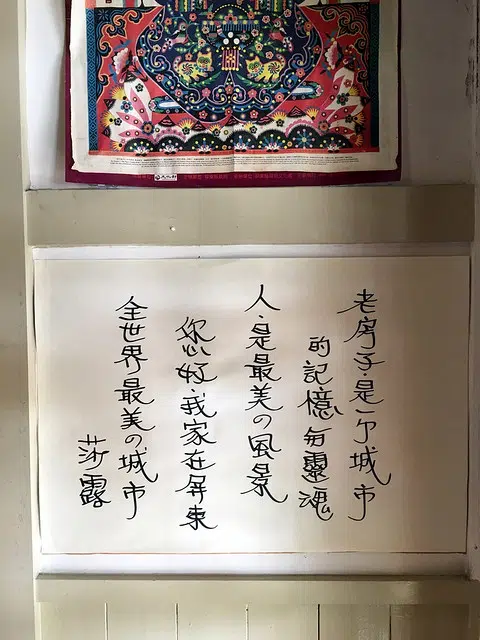 老房子·是一个城市
的記憶与靈魂
人·是最美の風景
您好·我家在屏東
全世界最美の城市
莎露